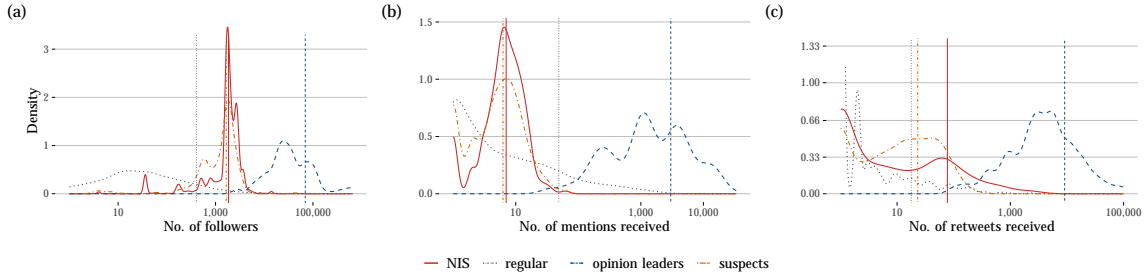 (a)
(b)
(c)
Density
3
2
1
0
10
1,000
100,000
No. of followers
1.5
1.0
0.5
0.0
10
1,000
10,000
No. of mentions received
1.33
1.00
0.66
0.33
0.00
10
1,000
100,000
No. of retweets received
NIS regular opinion leaders suspects